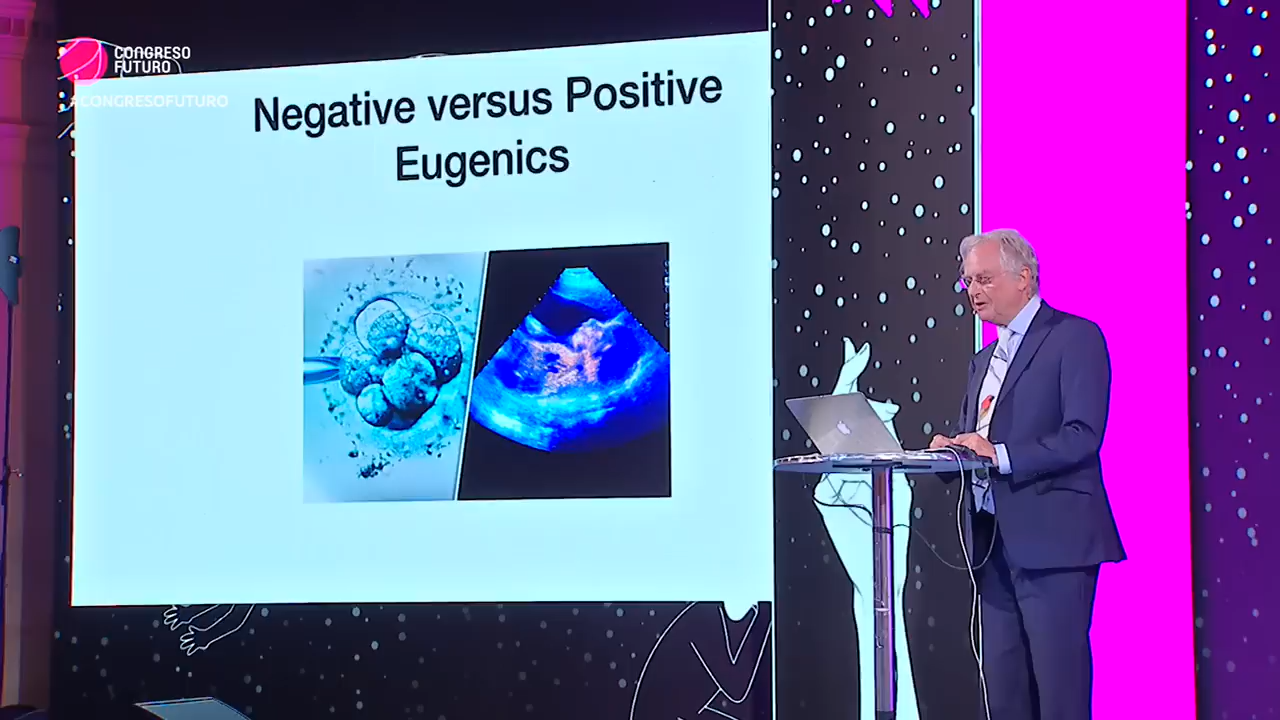 CONGRESO
FUTURO
#CONGRESOFUTURO
Negative versus Positive
Eugenics